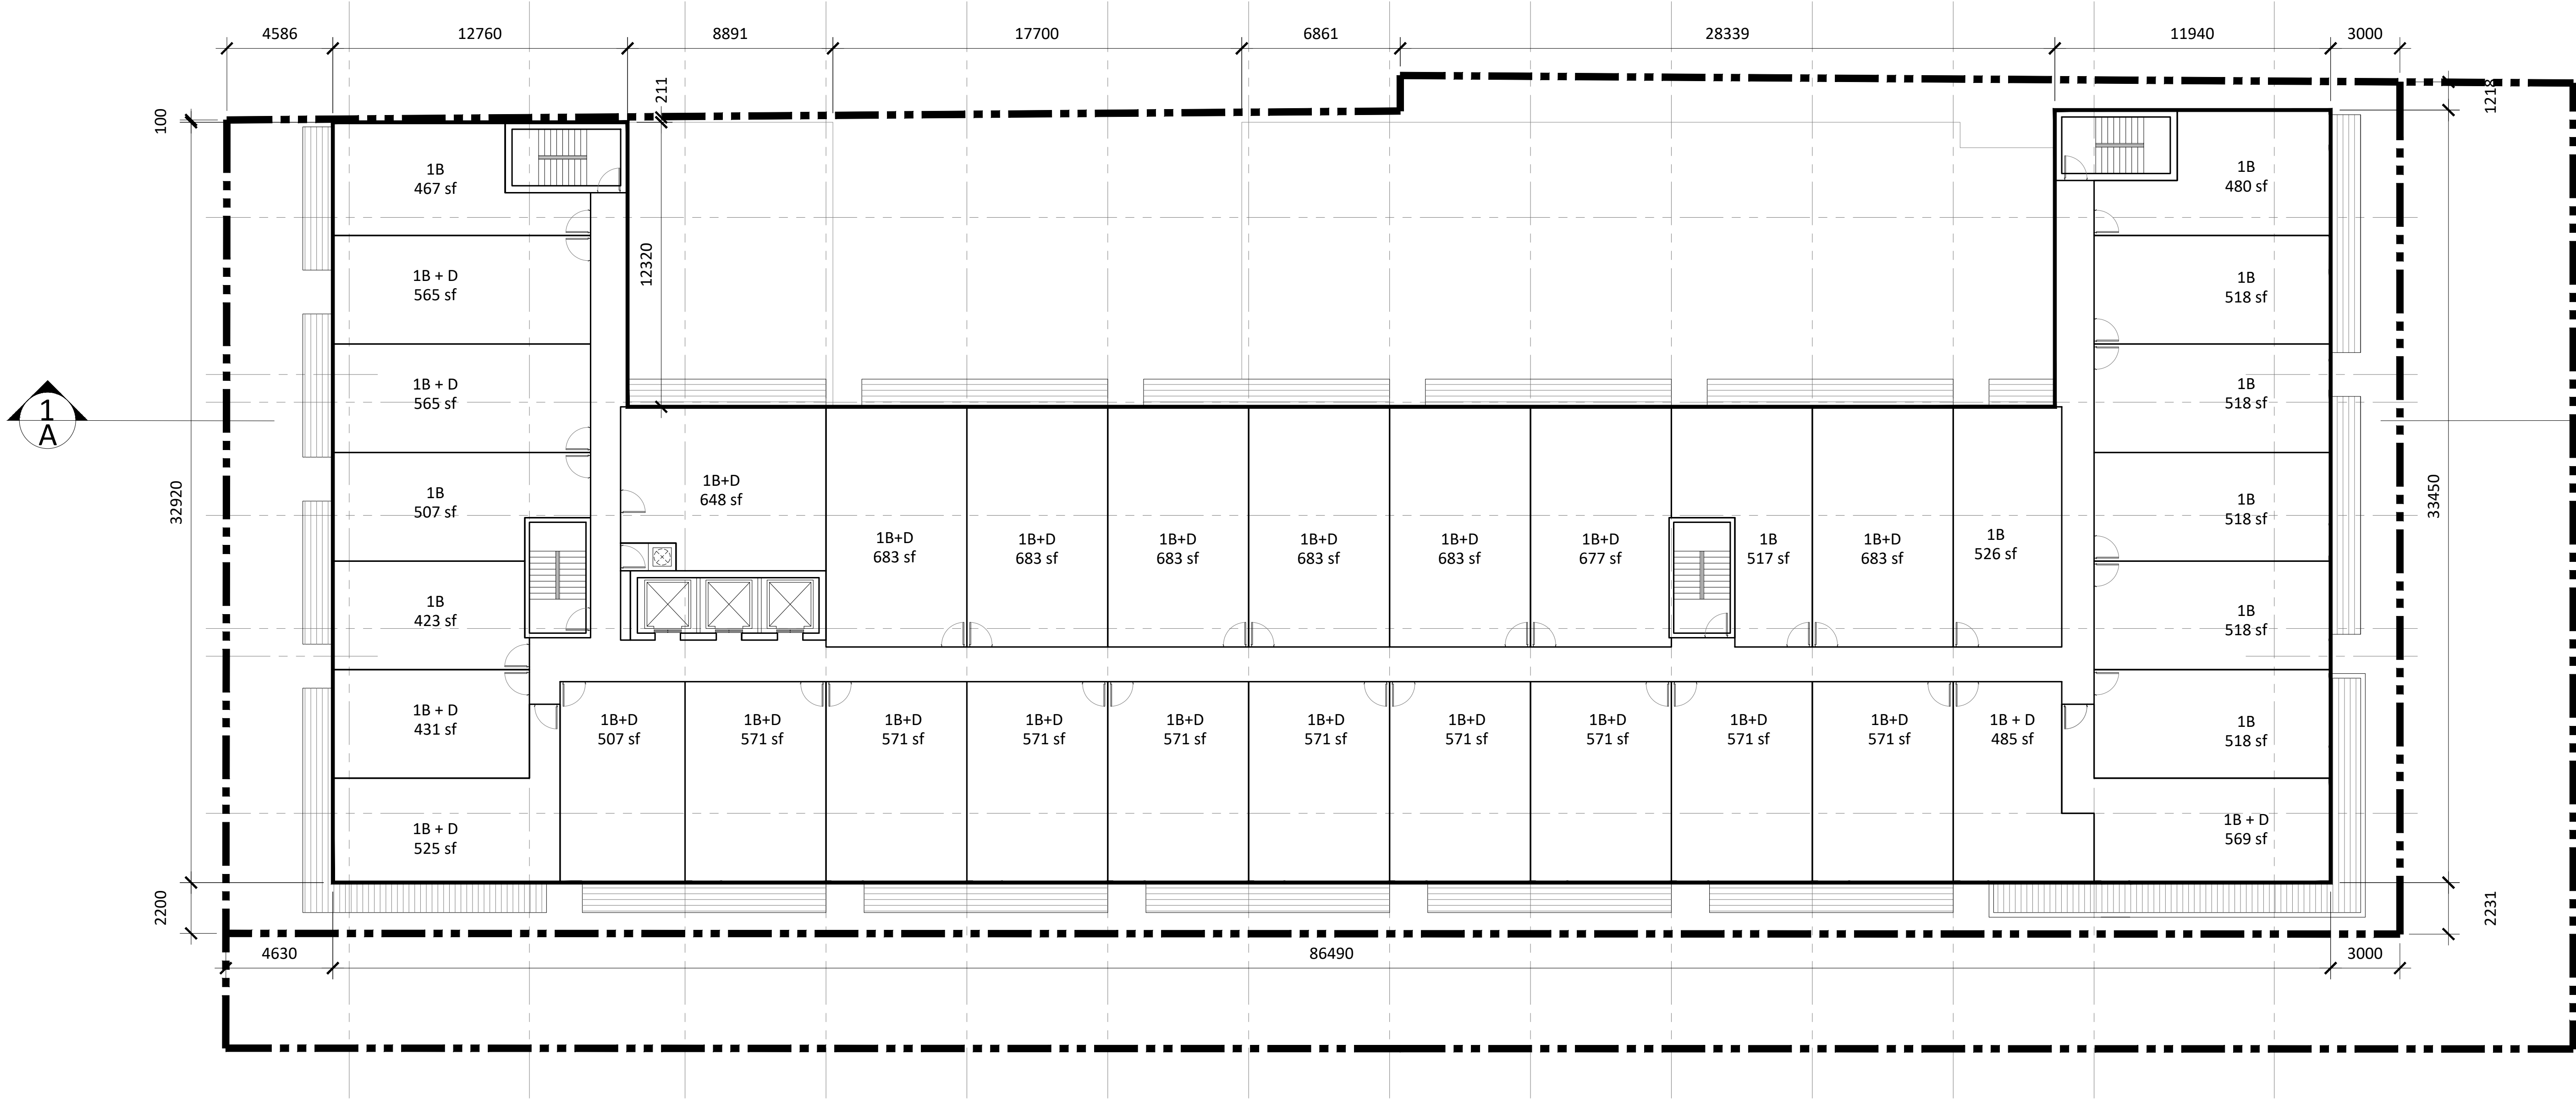 4586
12760
8891
17700
6861
28339
11940
3000
100
211
1218
1B
467 sf
1B
480 sf
1B + D
565 sf
12320
1B
518 sf
1B + D
565 sf
1B
518 sf
1
A
32920
33450
1B
507 sf
1B+D
648 sf
1B
518 sf
1B+D
683 sf
1B+D
683 sf
1B+D
683 sf
1B+D
683 sf
1B+D
683 sf
1B+D
677 sf
1B
517 sf
1B+D
683 sf
1B
526 sf
1B
423 sf
1B
518 sf
1B + D
431 sf
1B+D
507 sf
1B+D
571 sf
1B+D
571 sf
1B+D
571 sf
1B+D
571 sf
1B+D
571 sf
1B+D
571 sf
1B+D
571 sf
1B+D
571 sf
1B+D
571 sf
1B + D
485 sf
1B
518 sf
1B + D
525 sf
1B + D
569 sf
2200
2231
4630
86490
3000